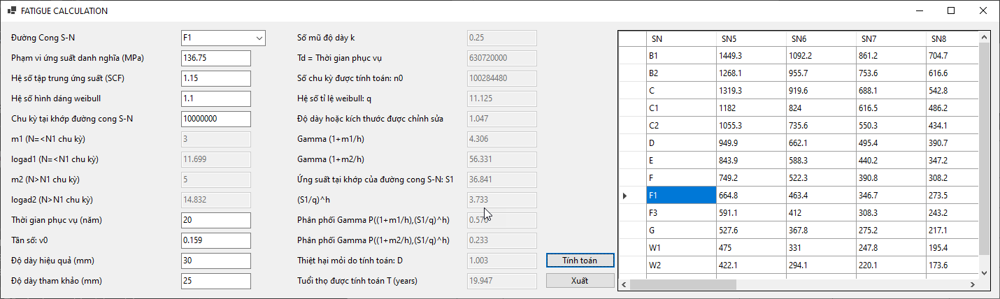 FATIGUE CALCULATION
Đường Cong S-N F1
Phạm vi ứng suất danh nghĩa (MPa) 136.75
Hệ số tập trung ứng suất (SCF) 1.15
Hệ số hình dáng weibull 1.1
Chu kỳ tại khớp đường cong S-N 10000000
m1 (N=<N1 chu kỳ) 3
logad1 (N=<N1 chu kỳ) 11.699
m2 (N>N1 chu kỳ) 5
logad2 (N>N1 chu kỳ) 14.832
Thời gian phục vụ (năm) 20
Tần số: v0 0.159
Độ dày hiệu quả (mm) 30
Độ dày tham khảo (mm) 25
Số mũ độ dày k 0.25
Td = Thời gian phục vụ 630720000
Số chu kỳ được tính toán: n0 100284480
Hệ số tỉ lệ weibull: q 11.125
Độ dày hoặc kích thước được chỉnh sửa 1.047
Gamma (1+m1/h) 4.306
Gamma (1+m2/h) 56.331
Ứng suất tại khớp của đường cong S-N: S1 36.841
(S1/q)^h 3.733
Phân phối Gamma P((1+m1/h),(S1/q)^h) 0.570
Phân phối Gamma P((1+m2/h),(S1/q)^h) 0.233
Thiệt hại mỏi do tính toán: D 1.003
Tuổi thọ được tính toán T (years) 19.947
Tính toán
Xuất
SN SN5 SN6 SN7 SN8
B1 1449.3 1092.2 861.2 704.7
B2 1268.1 955.7 753.6 616.6
C 1319.3 919.6 688.1 542.8
C1 1182 824 616.5 486.2
C2 1055.3 735.6 550.3 434.1
D 949.9 662.1 495.4 390.7
E 843.9 588.3 440.2 347.2
F 749.2 522.3 390.8 308.2
F1 664.8 463.4 346.7 273.5
F3 591.1 412 308.3 243.2
G 527.6 367.8 275.2 217.1
W1 475 331 247.8 195.4
W2 422.1 294.1 220.1 173.6